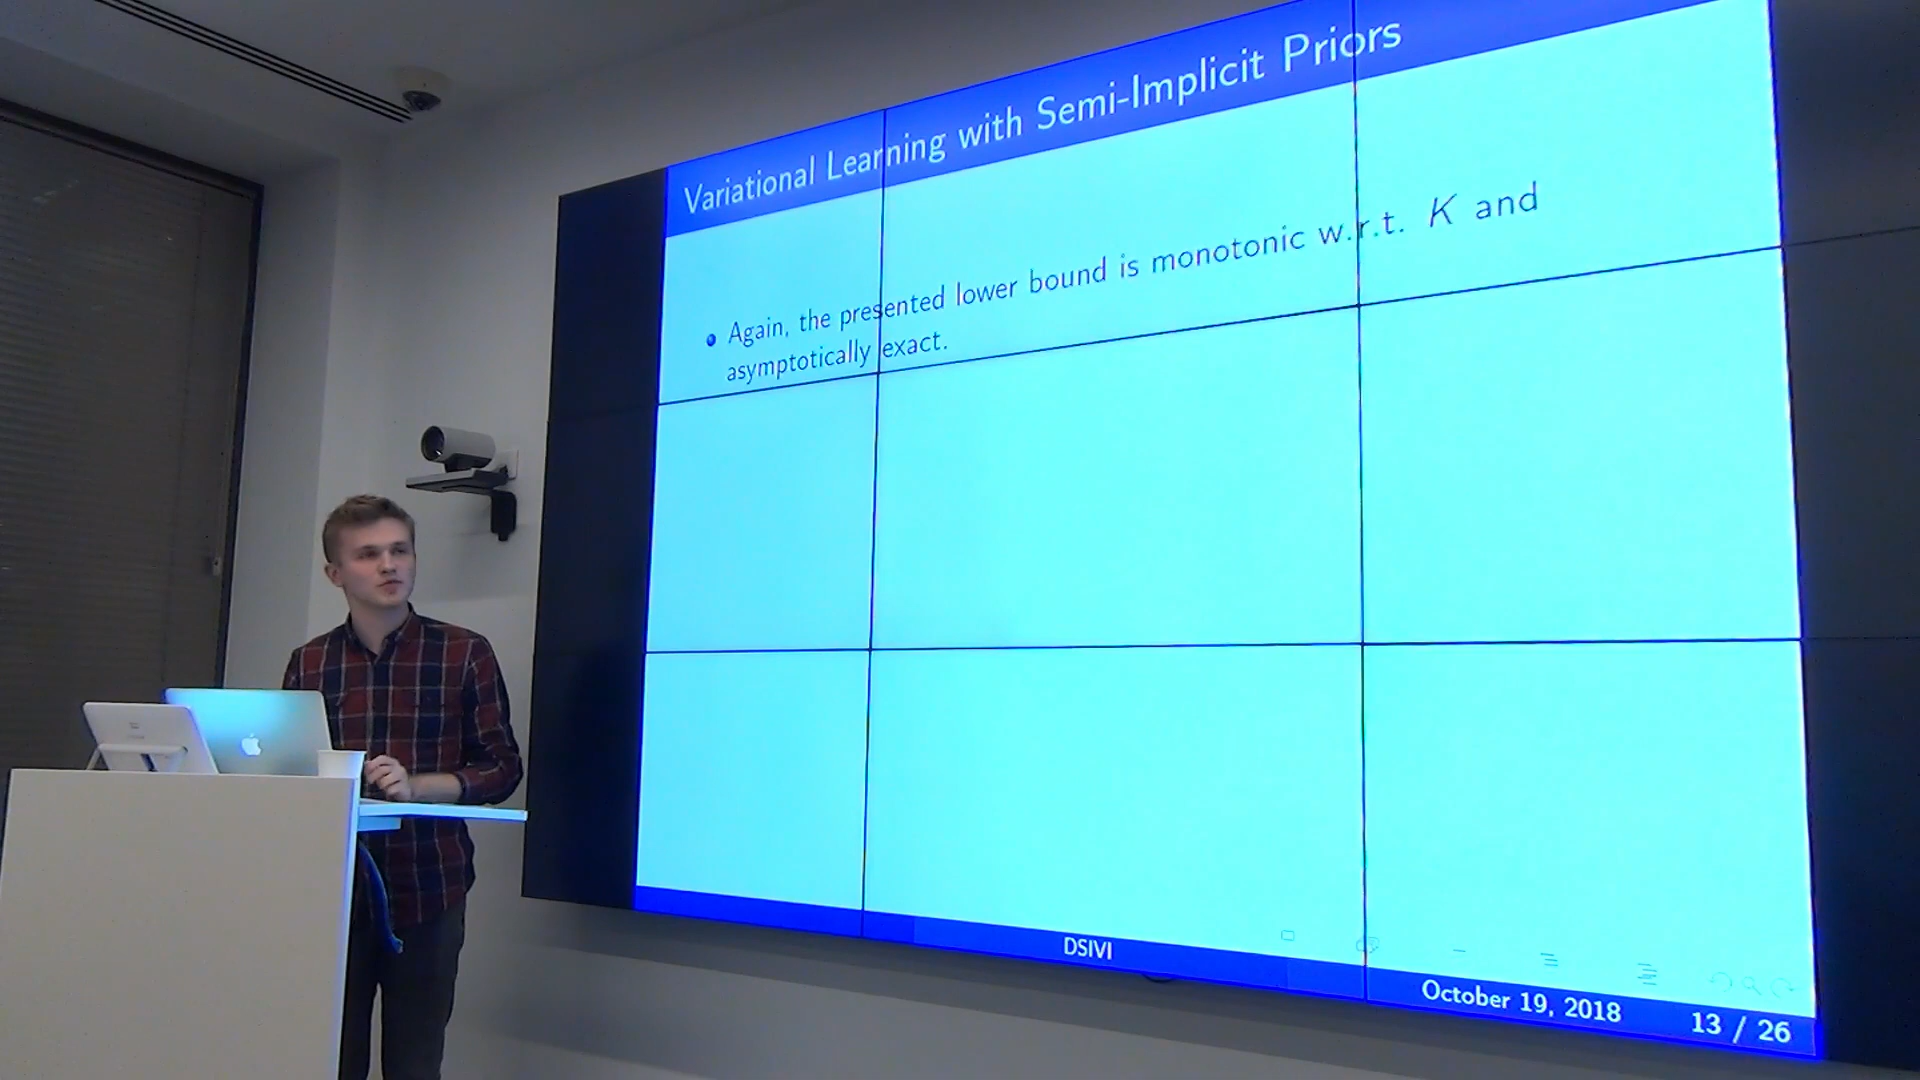 Variational Learning with Semi-Implicit Priors
Again, the presented lower bound is monotonic w.r.t. K and
asymptotically exact.
DSIVI
October 19, 2018
13 / 26